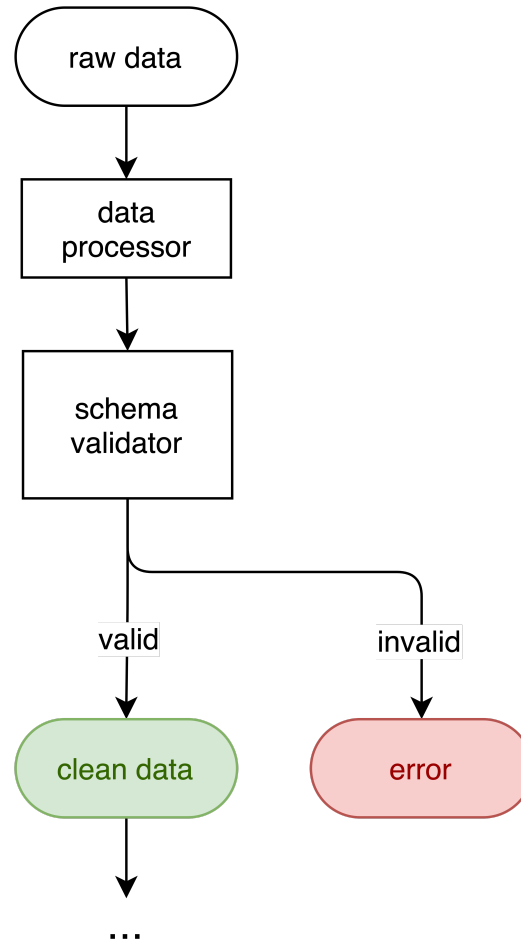 raw data
data
processor
schema
validator
valid
invalid
clean data
error
...